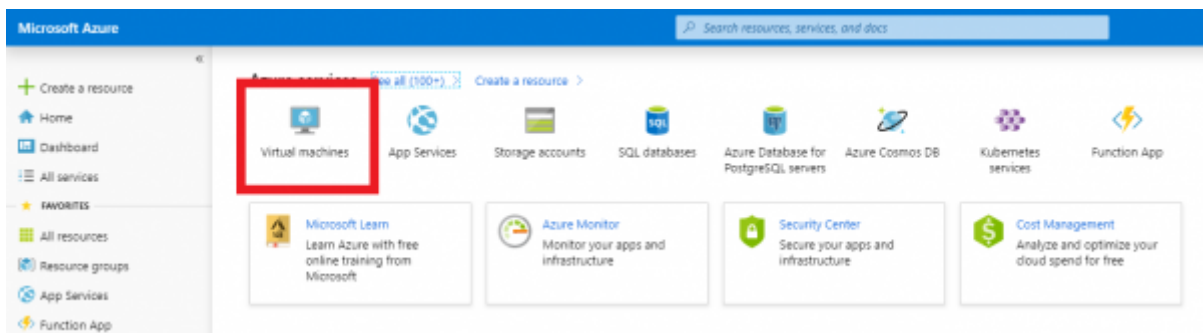 Microsoft Azure
Search resources, services, and docs
«
Create a resource
Home
Dashboard
All services
FAVORITES
All resources
Resource groups
App Services
Function App
Azure services See all (100+) > Create a resource >
Virtual machines
App Services
Storage accounts
SQL
SQL databases
Azure Database for
PostgreSQL servers
Azure Cosmos DB
Kubernetes
services
Function App
Microsoft Learn
Learn Azure with free
online training from
Microsoft
Azure Monitor
Monitor your apps and
infrastructure
Security Center
Secure your apps and
infrastructure
Cost Management
Analyze and optimize your
cloud spend for free